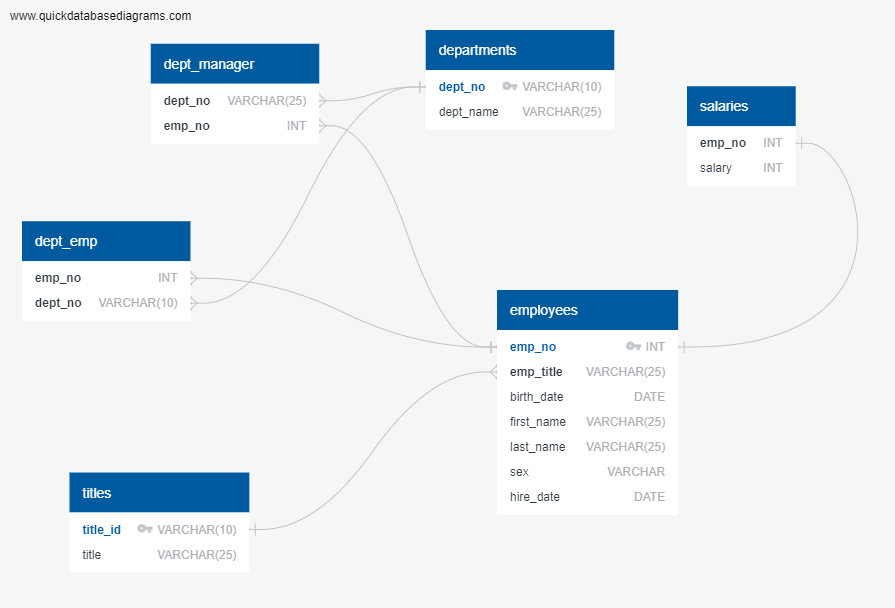 www.quickdatabasediagrams.com
dept_manager
dept_no VARCHAR(25)
emp_no INT
departments
dept_no VARCHAR(10)
dept_name VARCHAR(25)
salaries
emp_no INT
salary INT
dept_emp
emp_no INT
dept_no VARCHAR(10)
employees
emp_no INT
emp_title VARCHAR(25)
birth_date DATE
first_name VARCHAR(25)
last_name VARCHAR(25)
sex VARCHAR
hire_date DATE
titles
title_id VARCHAR(10)
title VARCHAR(25)